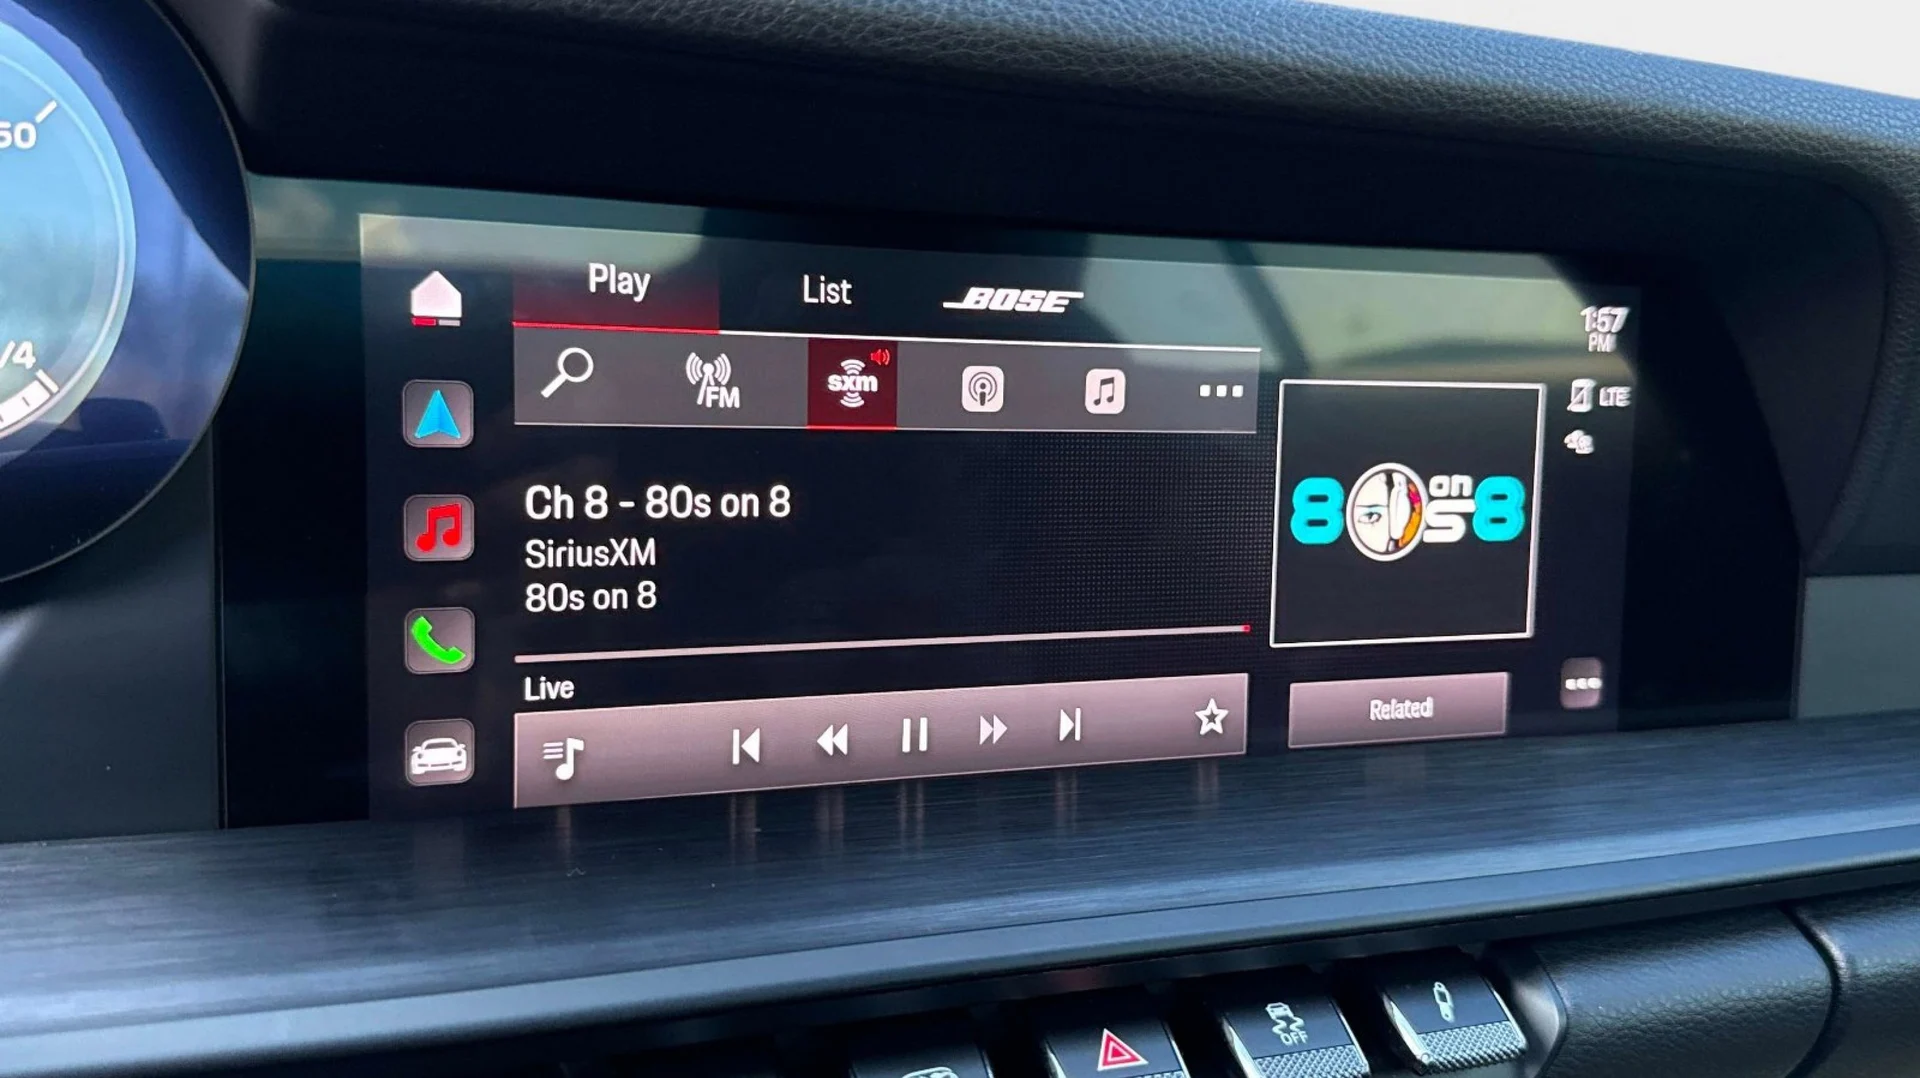 50
/4
Play
List
BOSE
1:57
PM
FM
sxm
LTE
Ch 8 - 80s on 8
SiriusXM
80s on 8
80s on 8
Live
Related
OFF